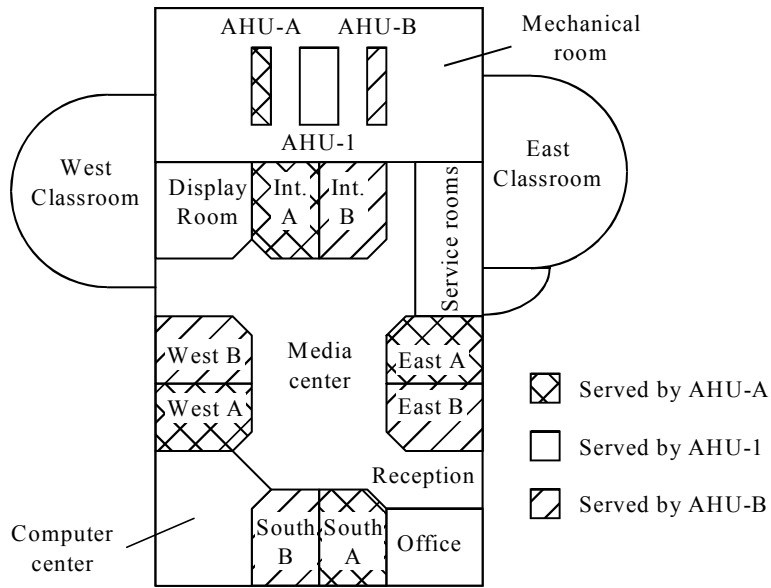 AHU-A
AHU-B
Mechanical
room
AHU-1
West
Classroom
East
Classroom
Display
Room
Int.
A
Int.
B
Service rooms
West B
West A
Media
center
East A
East B
Reception
Computer
center
South
B
South
A
Office
Served by AHU-A
Served by AHU-1
Served by AHU-B